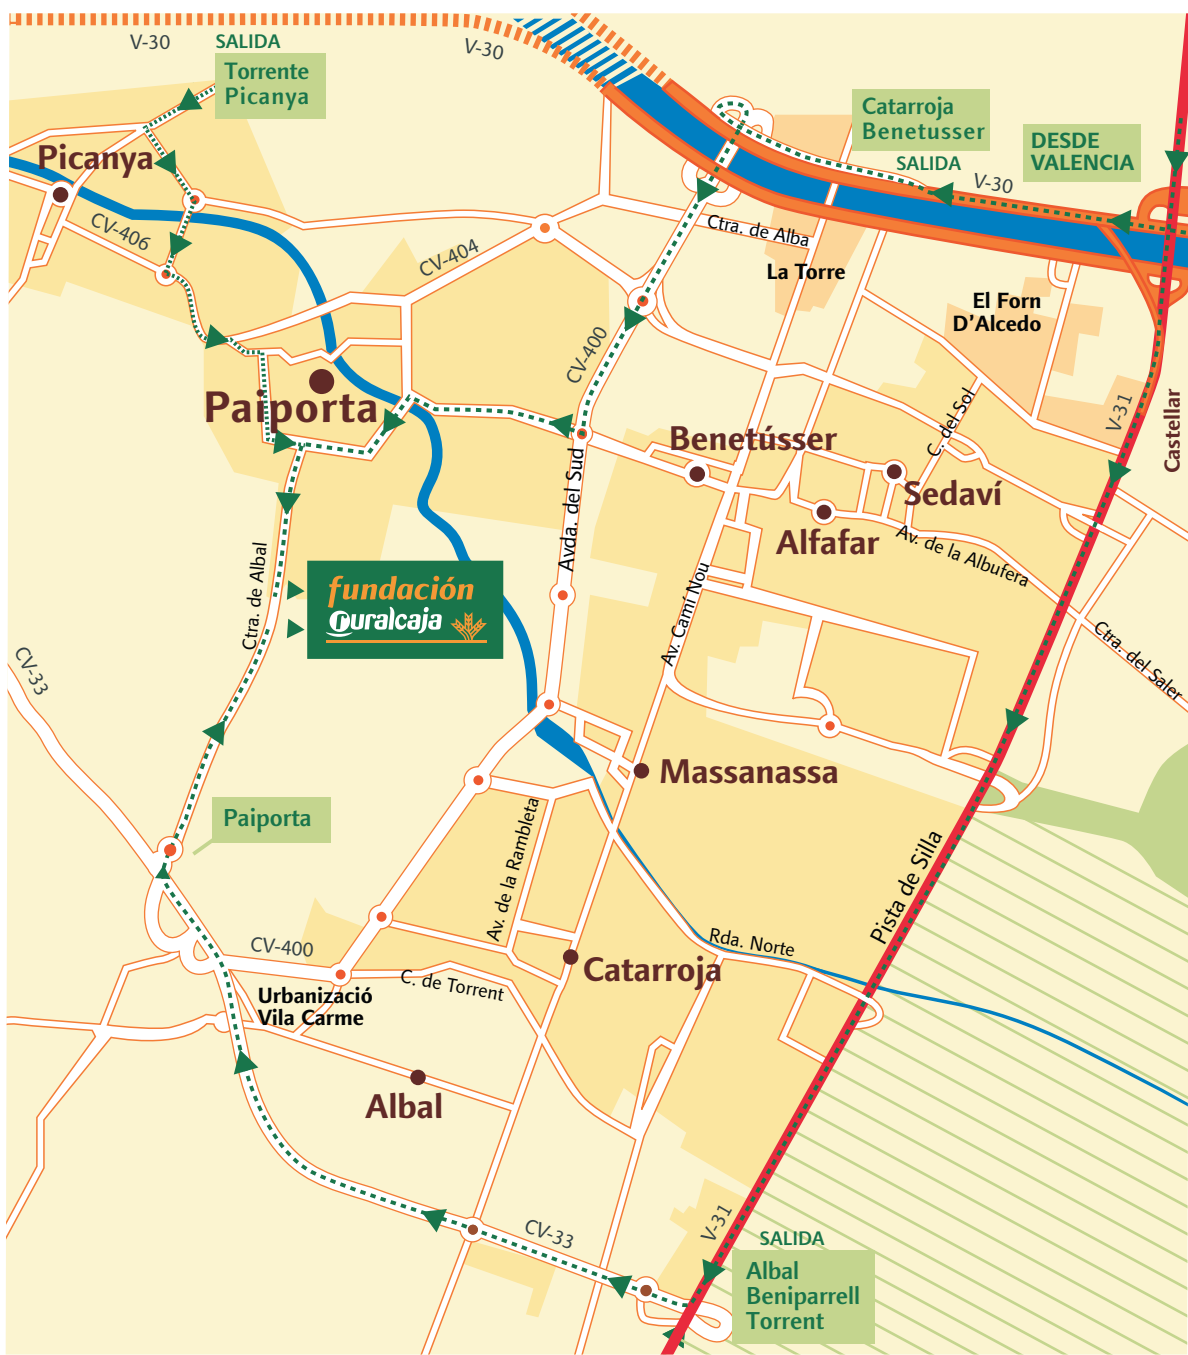 V-30
SALIDA
Torrente
Picanya
V-30
Catarroja
Benetusser
SALIDA
DESDE
VALENCIA
V-30
Picanya
CV-406
CV-404
Ctra. de Alba
La Torre
El Forn
D'Alcedo
CV-400
Paiporta
Benetússer
C. del Sol
V-31
Castellar
Sedaví
Alfafar
Av. de la Albufera
Avda. del Sud
Ctra. de Albal
fundación
ruralcaja
Av. Camí Nou
Ctra. del Saler
CV-33
Massanassa
Paiporta
Av. de la Rambleta
Pista de Silla
Rda. Norte
CV-400
Catarroja
C. de Torrent
Urbanizació
Vila Carme
Albal
CV-33
V-31
SALIDA
Albal
Beniparrell
Torrent